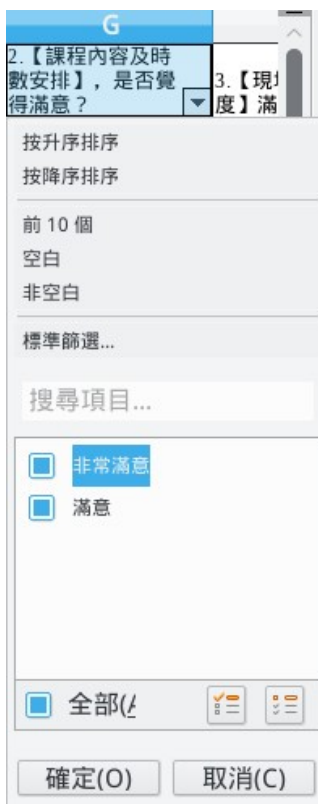 G
2.【課程內容及時
數安排】，是否覺
得滿意？
3.【現
度】滿
按升序排序
按降序排序
前 10 個
空白
非空白
標準篩選...
搜尋項目...
非常滿意
滿意
全部(
確定(O)
取消(C)